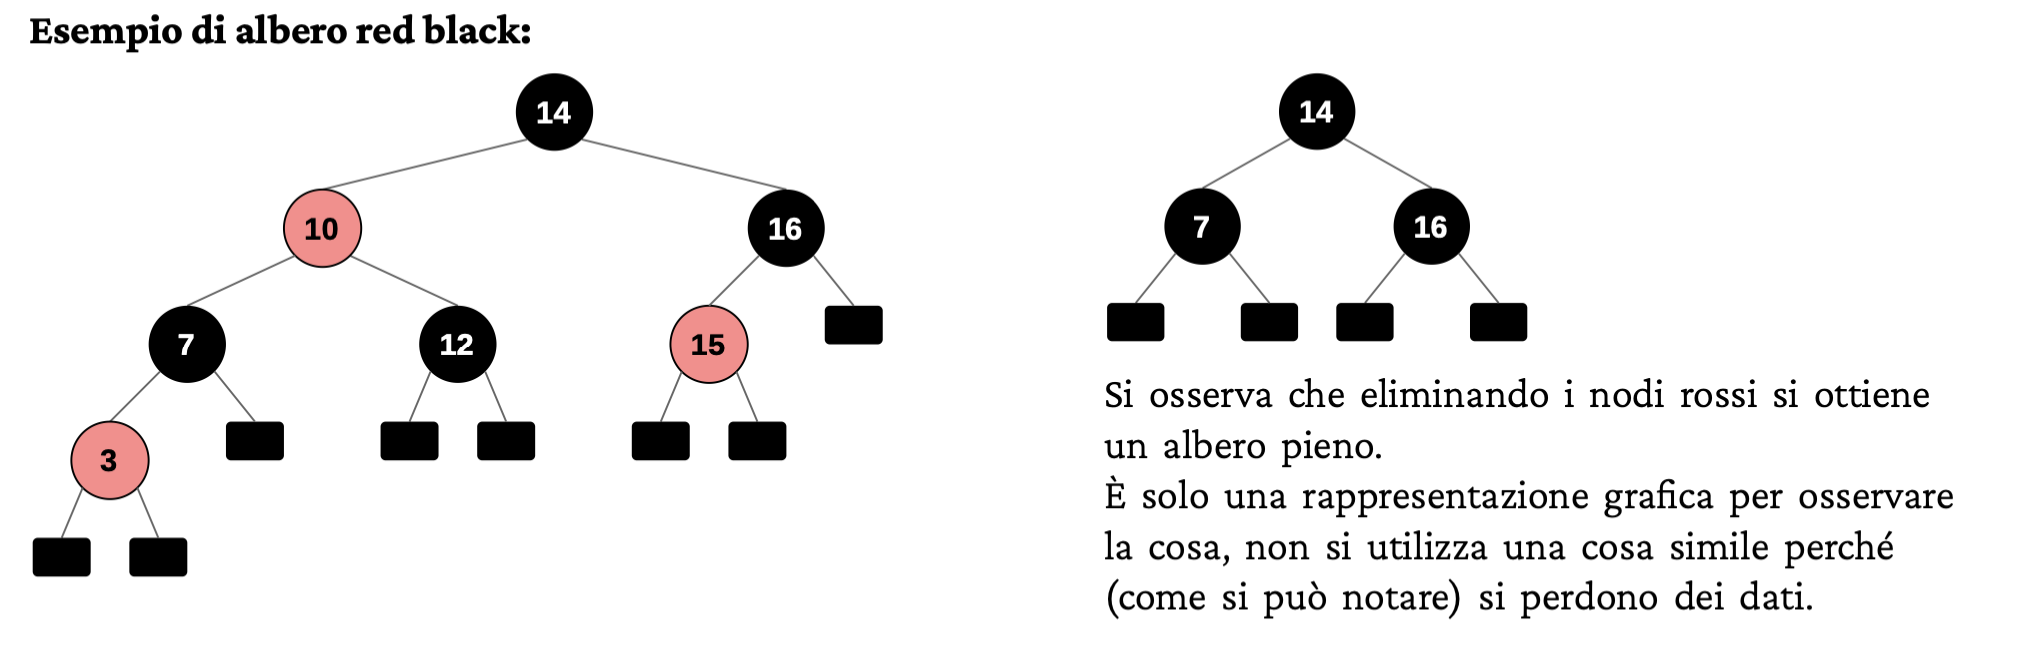 Esempio di albero red black:
14
10
16
7
12
15
3
14
7
16
Si osserva che eliminando i nodi rossi si ottiene
un albero pieno.
È solo una rappresentazione grafica per osservare
la cosa, non si utilizza una cosa simile perché
(come si può notare) si perdono dei dati.